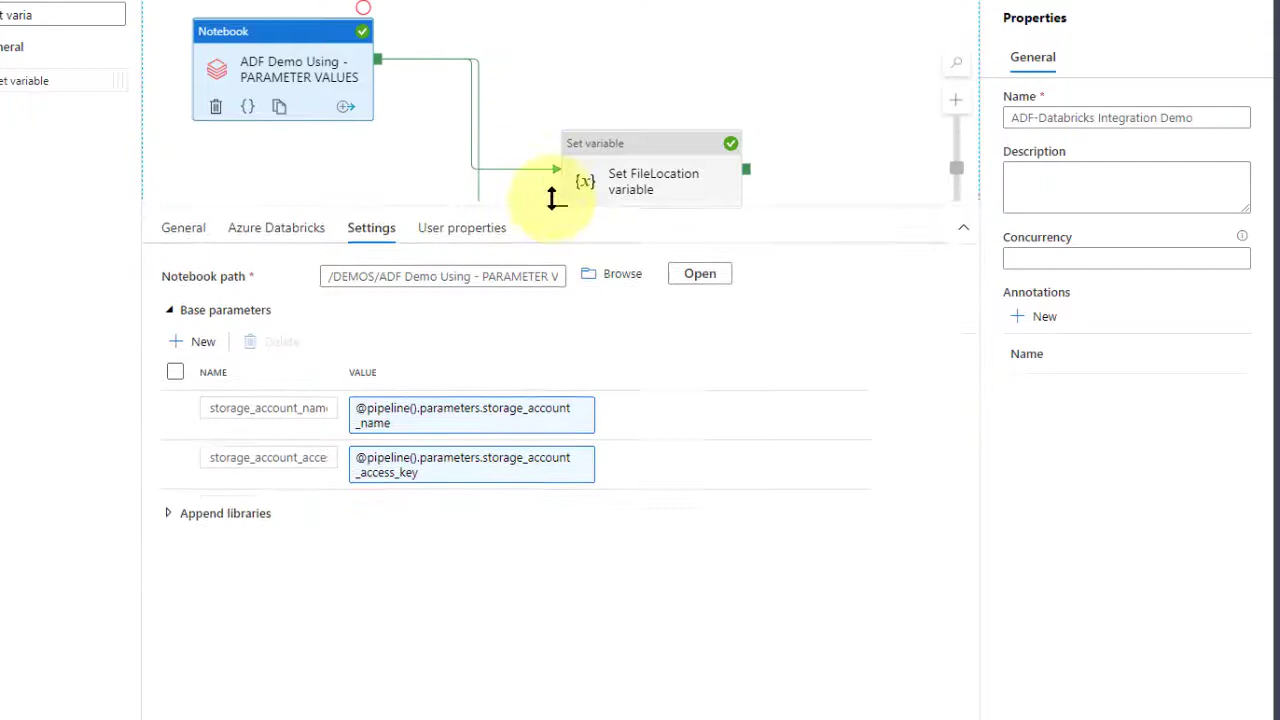 t varia
eneral
et variable
Notebook
ADF Demo Using -
PARAMETER VALUES
Set variable
Set FileLocation
variable
General
Azure Databricks
Settings
User properties
Notebook path *
/DEMOS/ADF Demo Using - PARAMETER V
Browse
Open
Base parameters
New
Delete
NAME
VALUE
storage_account_name
@pipeline().parameters.storage_account
_name
storage_account_acce
@pipeline().parameters.storage_account
_access_key
Append libraries
Properties
General
Name *
ADF-Databricks Integration Demo
Description
Concurrency
Annotations
New
Name